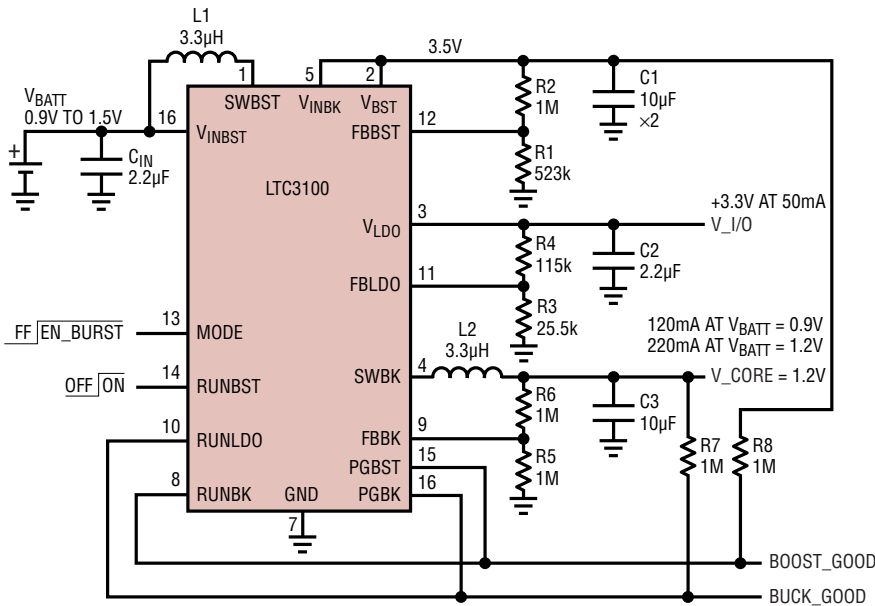 L1
3.3µH
3.5V
1
5
2
SWBST
VINBK
VBST
VBATT
0.9V TO 1.5V
16
VINBST
+
CIN
2.2µF
LTC3100
FBBST
12
R2
1M
R1
523k
C1
10µF
×2
VLDO
3
+3.3V AT 50mA
V_I/O
R4
115k
C2
2.2µF
FBLDO
11
R3
25.5k
FF EN_BURST
13
MODE
L2
3.3µH
120mA AT VBATT = 0.9V
220mA AT VBATT = 1.2V
OFF ON
14
RUNBST
SWBK
4
V_CORE = 1.2V
R6
1M
C3
10µF
10
RUNLDO
FBBK
9
R7
1M
R8
1M
R5
1M
PGBST
15
8
RUNBK
GND
PGBK
16
7
BOOST_GOOD
BUCK_GOOD